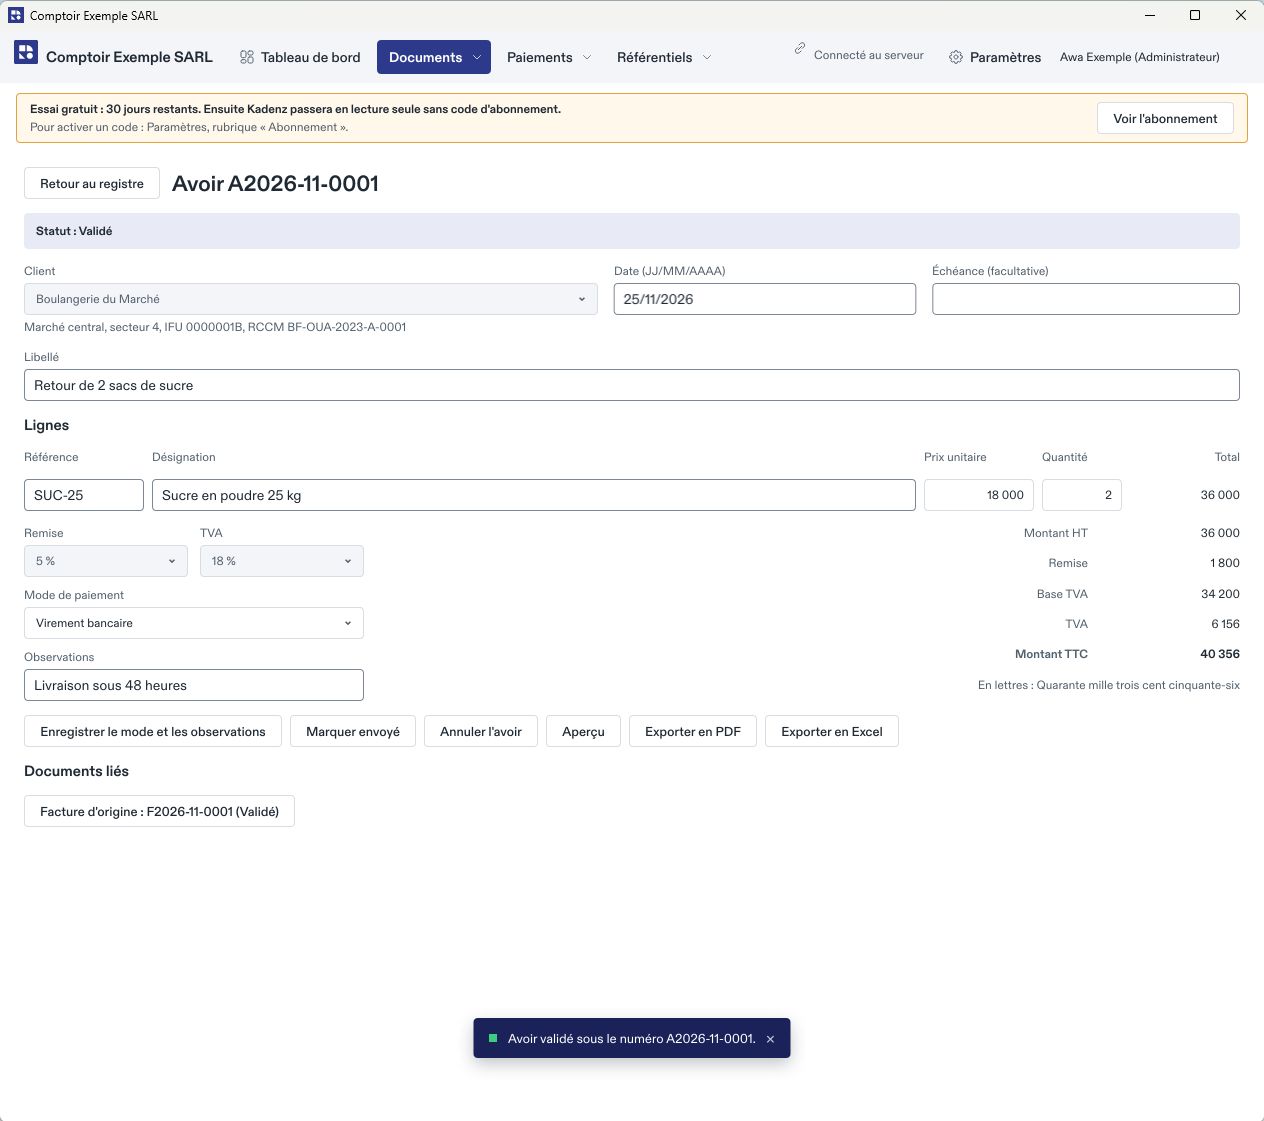 Comptoir Exemple SARL
Comptoir Exemple SARL
Tableau de bord
Documents
Paiements
Référentiels
Connecté au serveur
Paramètres
Awa Exemple (Administrateur)
Essai gratuit : 30 jours restants. Ensuite Kadenz passera en lecture seule sans code d'abonnement.
Pour activer un code : Paramètres, rubrique « Abonnement ».
Voir l'abonnement
Retour au registre
Avoir A2026-11-0001
Statut : Validé
Client
Date (JJ/MM/AAAA)
Échéance (facultative)
Boulangerie du Marché
25/11/2026
Marché central, secteur 4, IFU 0000001B, RCCM BF-OUA-2023-A-0001
Libellé
Retour de 2 sacs de sucre
Lignes
Référence
Désignation
Prix unitaire
Quantité
Total
SUC-25
Sucre en poudre 25 kg
18 000
2
36 000
Remise
TVA
5 %
18 %
Mode de paiement
Virement bancaire
Observations
Livraison sous 48 heures
Montant HT 36 000
Remise 1 800
Base TVA 34 200
TVA 6 156
Montant TTC 40 356
En lettres : Quarante mille trois cent cinquante-six
Enregistrer le mode et les observations
Marquer envoyé
Annuler l'avoir
Aperçu
Exporter en PDF
Exporter en Excel
Documents liés
Facture d'origine : F2026-11-0001 (Validé)
Avoir validé sous le numéro A2026-11-0001.